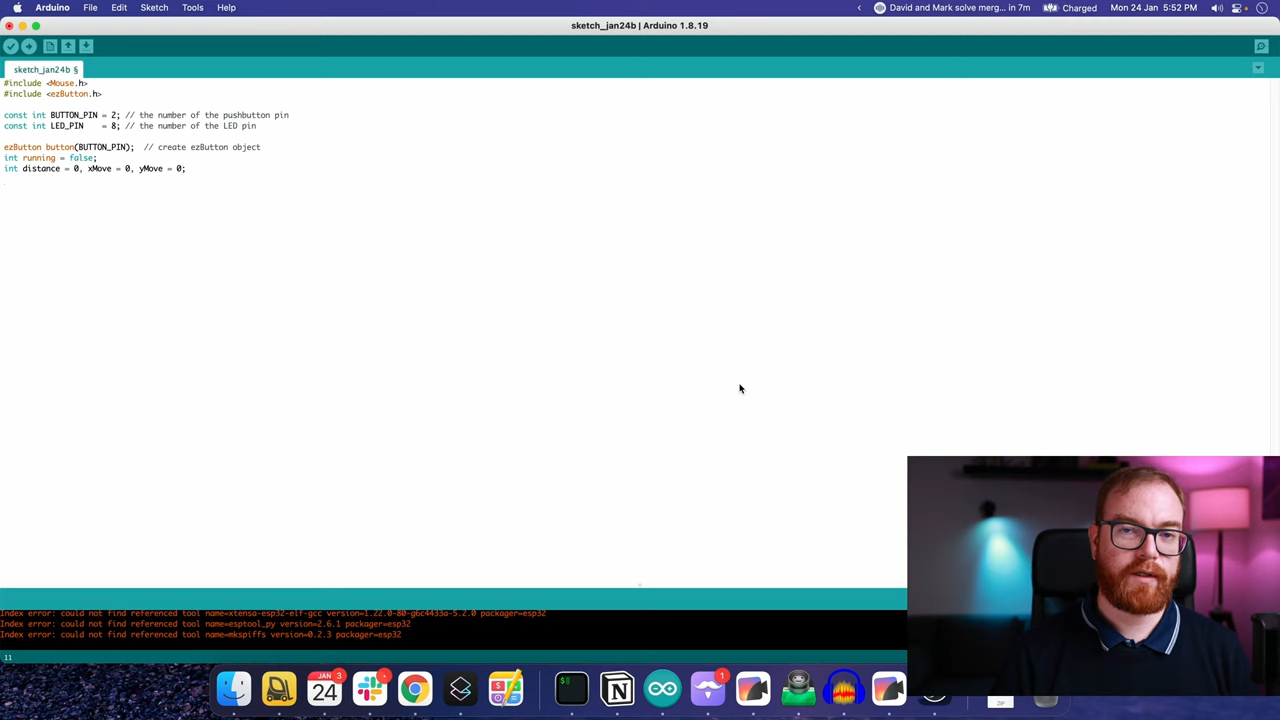 Arduino File Edit Sketch Tools Help
David and Mark solve merg... in 7m Charged Mon 24 Jan 5:52 PM
sketch_jan24b | Arduino 1.8.19
sketch_jan24b §
#include <Mouse.h>
#include <ezButton.h>
const int BUTTON_PIN = 2; // the number of the pushbutton pin
const int LED_PIN = 8; // the number of the LED pin
ezButton button(BUTTON_PIN); // create ezButton object
int running = false;
int distance = 0, xMove = 0, yMove = 0;
Index error: could not find referenced tool name=xtensa-esp32-elf-gcc version=1.22.0-80-g6c4433a-5.2.0 packager=esp32
Index error: could not find referenced tool name=esptool_py version=2.6.1 packager=esp32
Index error: could not find referenced tool name=mkspiffs version=0.2.3 packager=esp32
11
JAN 3
24
1
$
N
ZIP